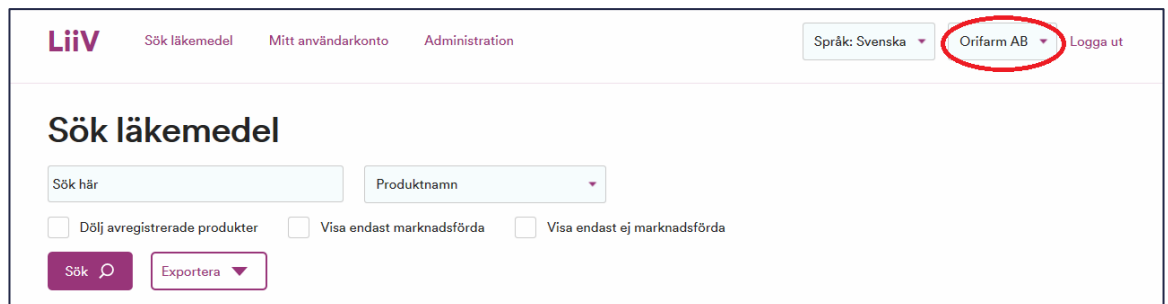 LiiV Sök läkemedel Mitt användarkonto Administration Språk: Svenska Orifarm AB Logga ut
Sök läkemedel
Sök här Produktnamn
Dölj avregistrerade produkter Visa endast marknadsförda Visa endast ej marknadsförda
Sök Exportera